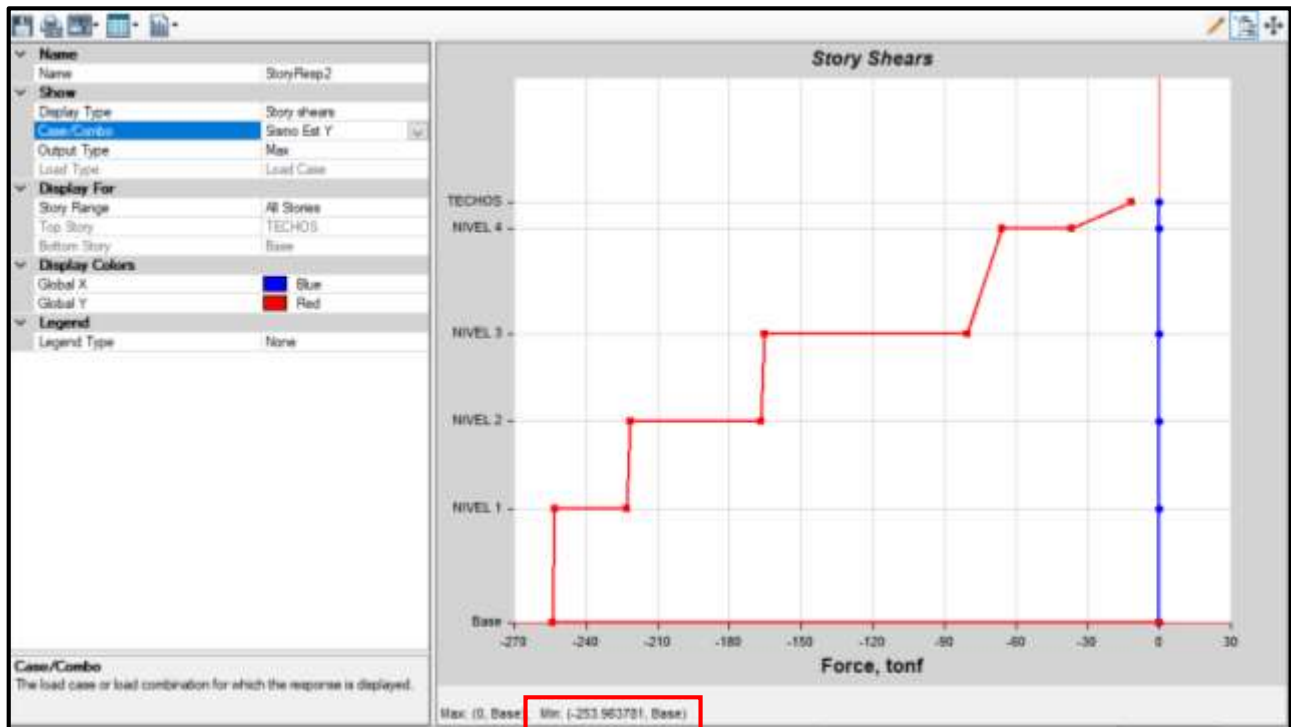 Name
Name StoryResp2
Show
Display Type Story shears
Case/Combo Sismo Est Y
Output Type Max
Load Type Load Case
Display For
Story Range All Stories
Top Story TECHOS
Bottom Story Base
Display Colors
Global X Blue
Global Y Red
Legend
Legend Type None
Case/Combo
The load case or load combination for which the response is displayed.
Story Shears
TECHOS
NIVEL 4
NIVEL 3
NIVEL 2
NIVEL 1
Base
-270 -240 -210 -180 -150 -120 -90 -60 -30 0 30
Force, tonf
Max: (0, Base) Min: (-253.963781, Base)